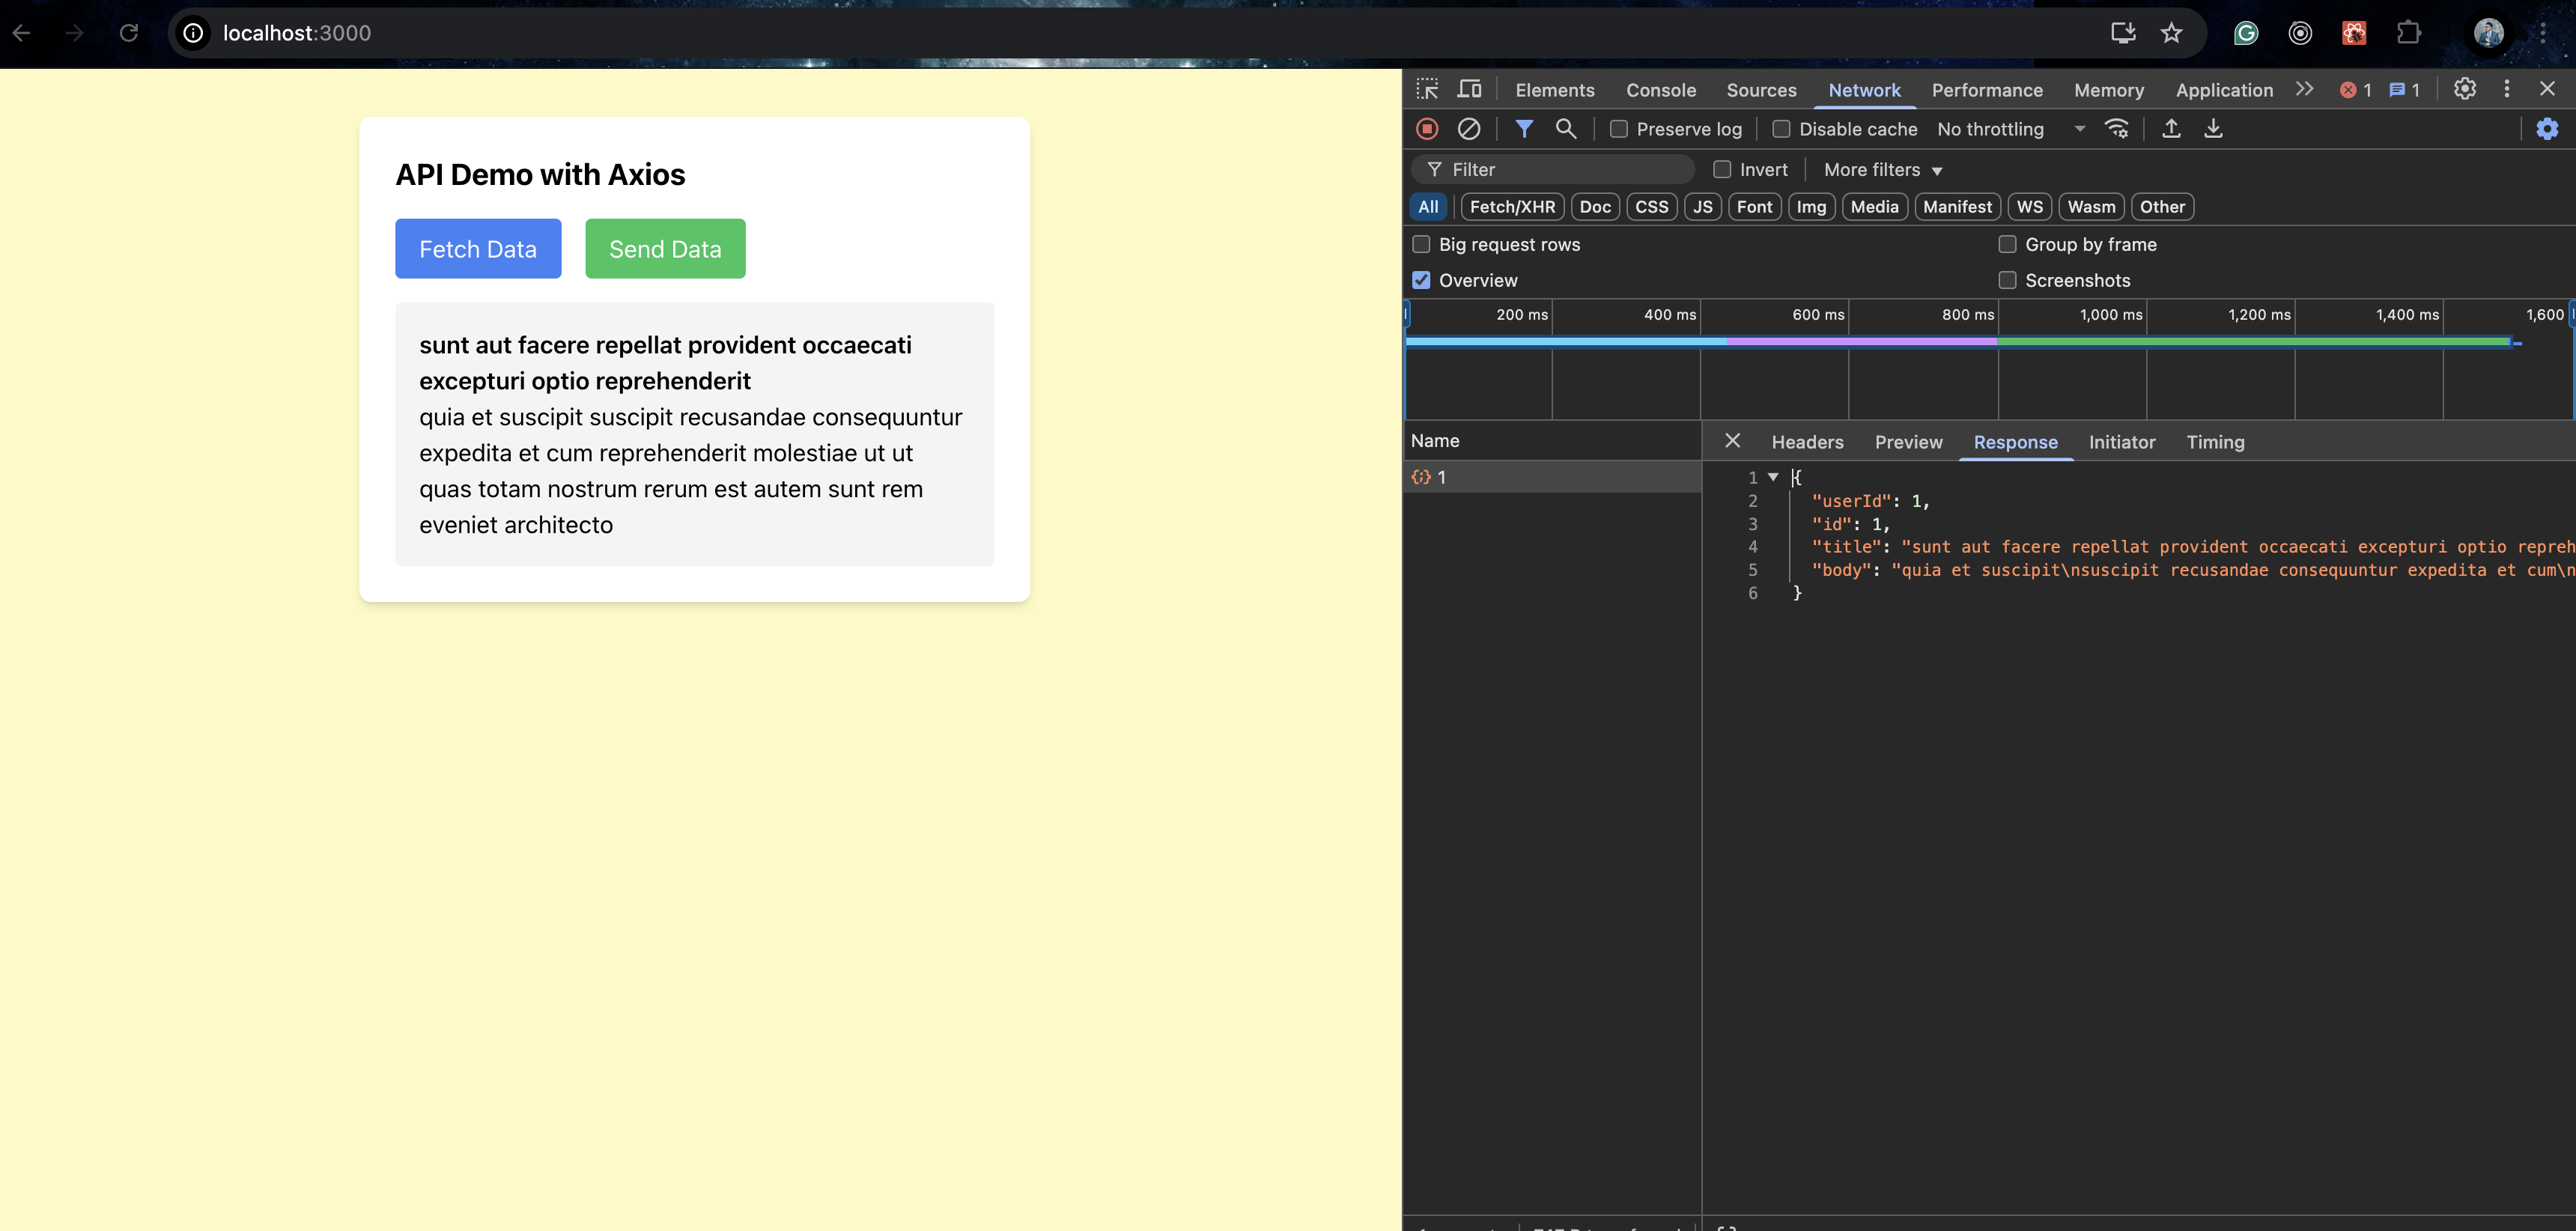 localhost:3000
API Demo with Axios
Fetch Data
Send Data
sunt aut facere repellat provident occaecati
excepturi optio reprehenderit
quia et suscipit suscipit recusandae consequuntur
expedita et cum reprehenderit molestiae ut ut
quas totam nostrum rerum est autem sunt rem
eveniet architecto
Elements Console Sources Network Performance Memory Application 1 1
Preserve log Disable cache No throttling
Filter Invert More filters
All Fetch/XHR Doc CSS JS Font Img Media Manifest WS Wasm Other
Big request rows Group by frame
Overview Screenshots
200 ms 400 ms 600 ms 800 ms 1,000 ms 1,200 ms 1,400 ms 1,600
Name
{;} 1
Headers Preview Response Initiator Timing
1 {
2 "userId": 1,
3 "id": 1,
4 "title": "sunt aut facere repellat provident occaecati excepturi optio repreh
5 "body": "quia et suscipit\nsuscipit recusandae consequuntur expedita et cum\n
6 }